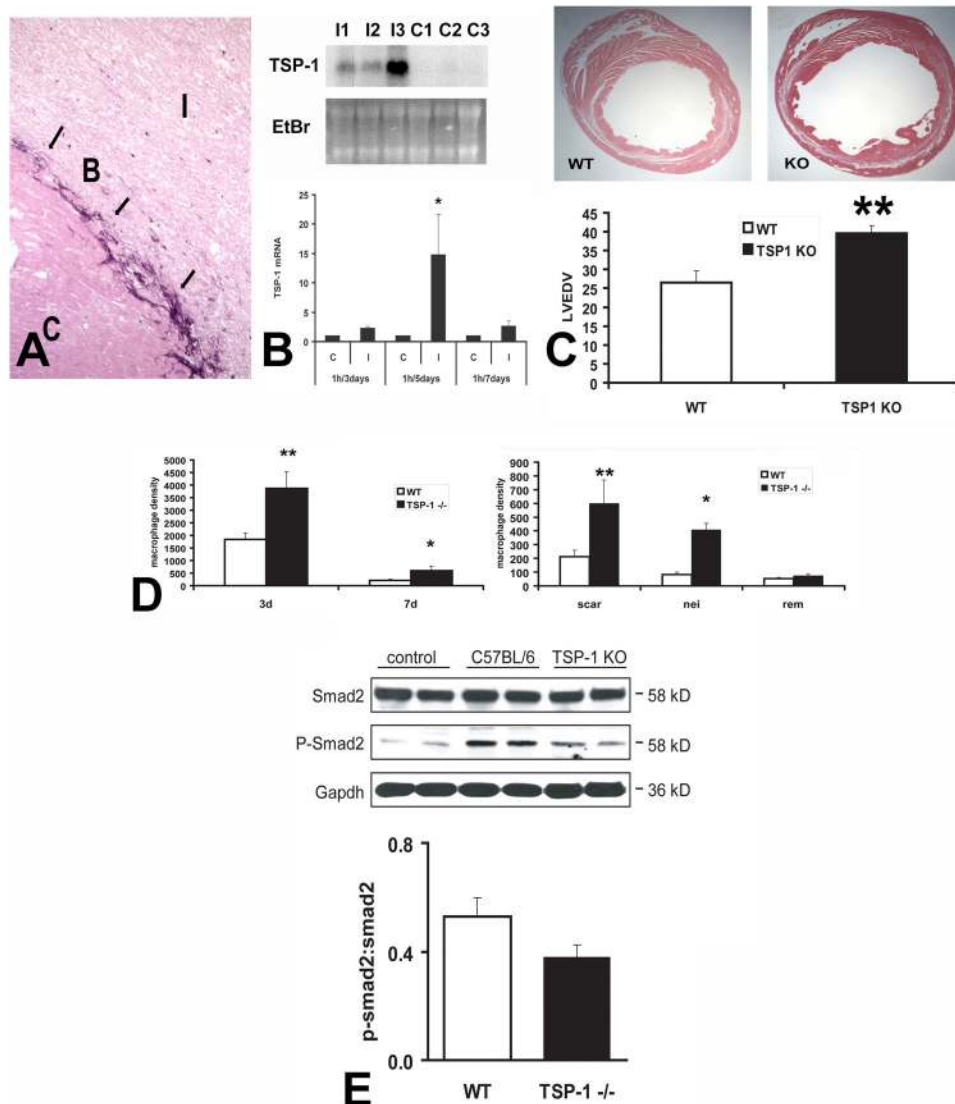 I
B
C
A
I1 I2 I3 C1 C2 C3
TSP-1
EtBr
25
20
15
10
5
0
TSP-1 mRNA
*
C I C I C I
1h/3days 1h/5days 1h/7days
B
WT
KO
45
40
35
30
25
20
15
10
5
0
LVEDV
WT
TSP1 KO
**
WT TSP1 KO
C
5000
4500
4000
3500
3000
2500
2000
1500
1000
500
0
macrophage density
**
*
WT
TSP-1 -/-
3d 7d
900
800
700
600
500
400
300
200
100
0
macrophage density
**
*
WT
TSP-1 -/-
scar nei rem
D
control C57BL/6 TSP-1 KO
Smad2 - 58 kD
P-Smad2 - 58 kD
Gapdh - 36 kD
0.8
0.4
0.0
p-smad2:smad2
WT TSP-1 -/-
E